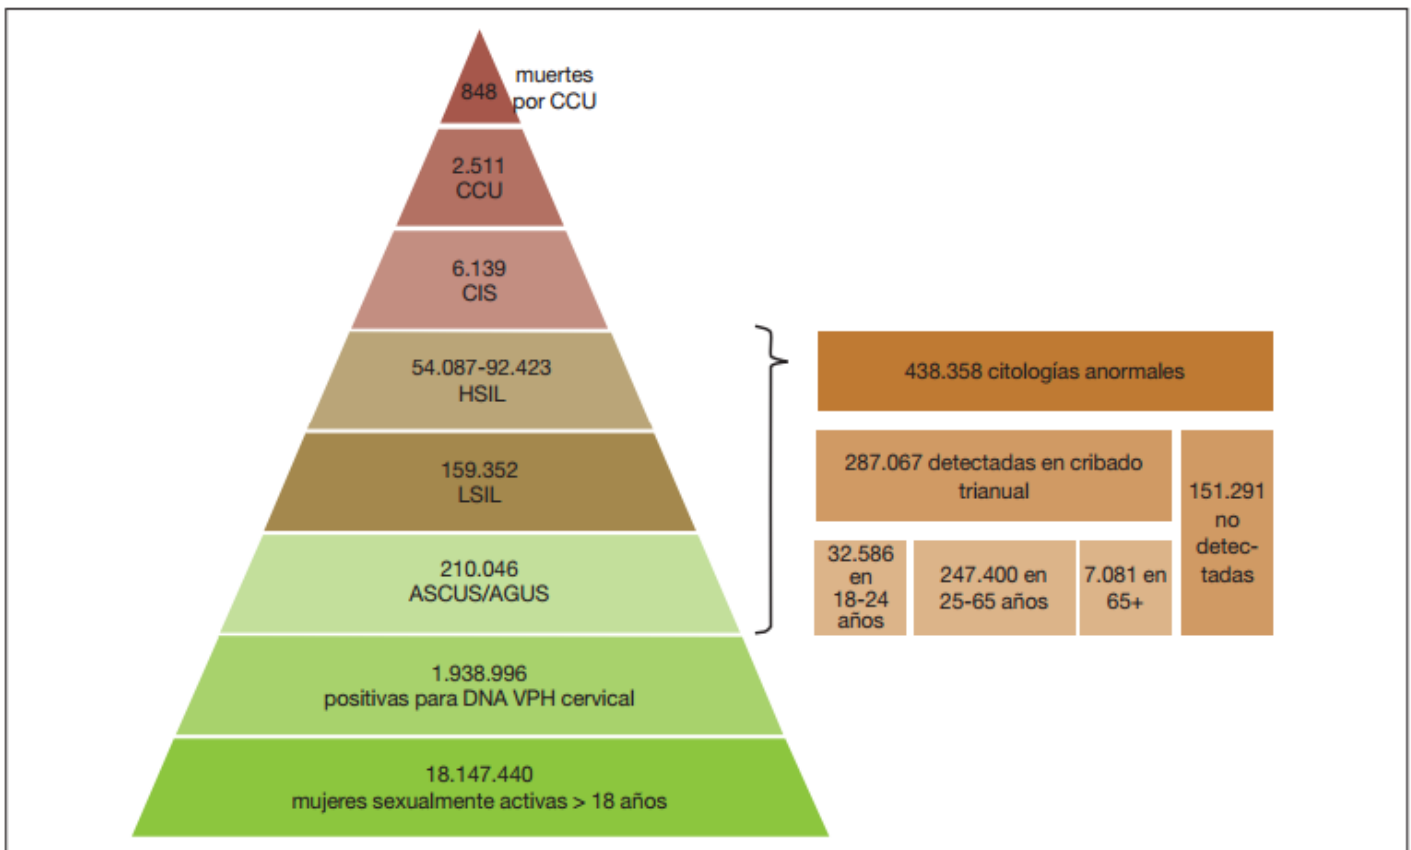 848
muertes
por CCU
2.511
CCU
6.139
CIS
54.087-92.423
HSIL
159.352
LSIL
210.046
ASCUS/AGUS
1.938.996
positivas para DNA VPH cervical
18.147.440
mujeres sexualmente activas > 18 años
438.358 citologías anormales
287.067 detectadas en cribado
trianual
32.586
en
18-24
años
247.400 en
25-65 años
7.081 en
65+
151.291
no
detec-
tadas